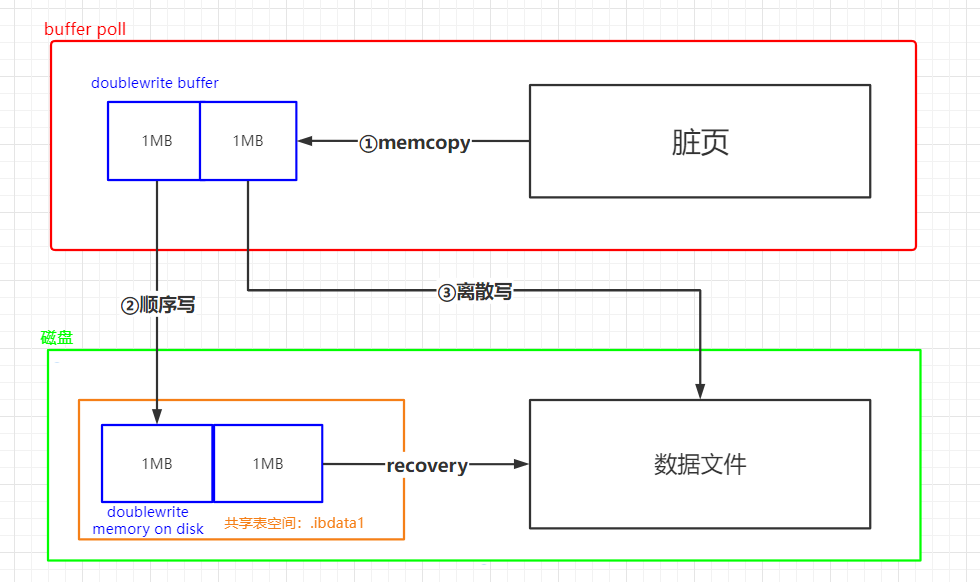 buffer poll
doublewrite buffer
1MB
1MB
①memcopy
脏页
②顺序写
③离散写
磁盘
1MB
1MB
recovery
数据文件
doublewrite
memory on disk
共享表空间：.ibdata1